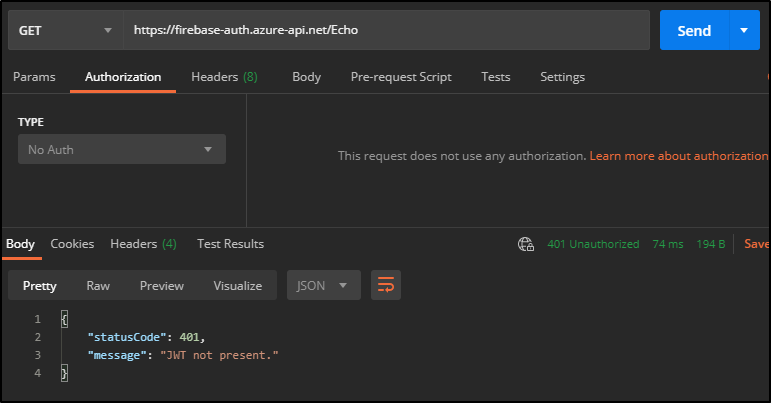 GET https://firebase-auth.azure-api.net/Echo Send
Params Authorization Headers (8) Body Pre-request Script Tests Settings
TYPE
No Auth
This request does not use any authorization. Learn more about authorization
Body Cookies Headers (4) Test Results 401 Unauthorized 74 ms 194 B Save
Pretty Raw Preview Visualize JSON
1 {
2 "statusCode": 401,
3 "message": "JWT not present."
4 }